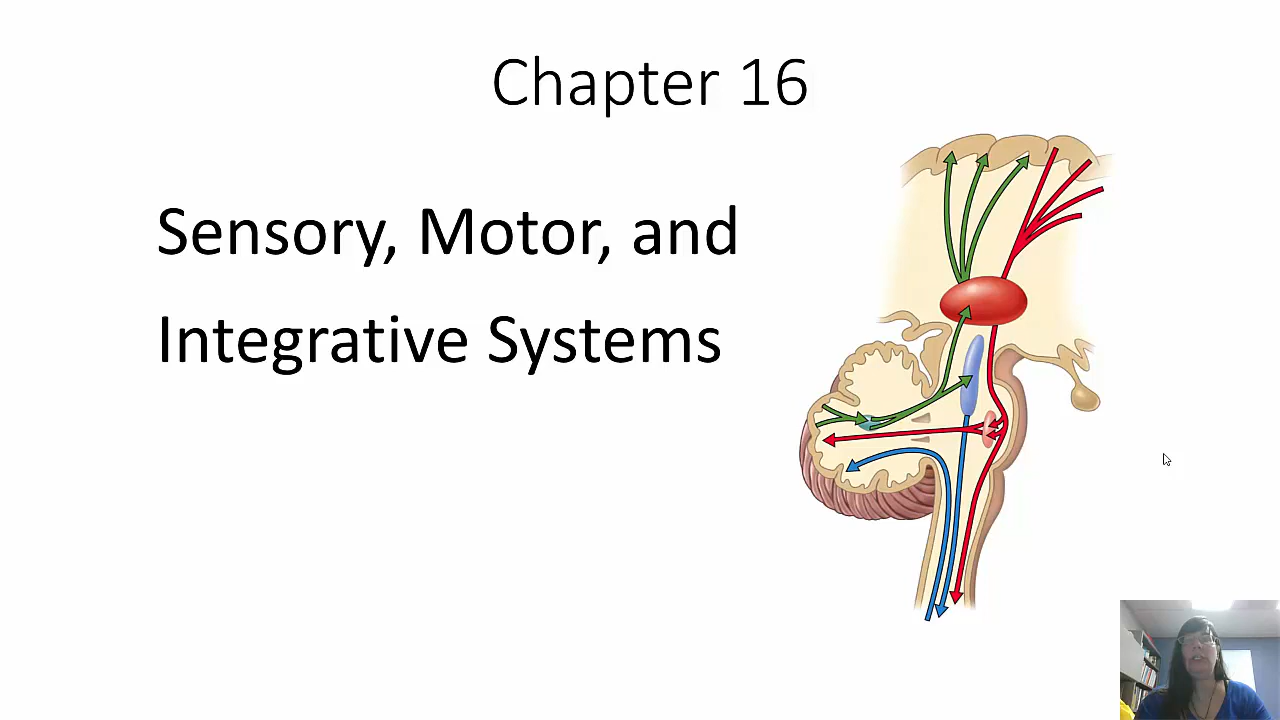 Chapter 16
Sensory, Motor, and
Integrative Systems